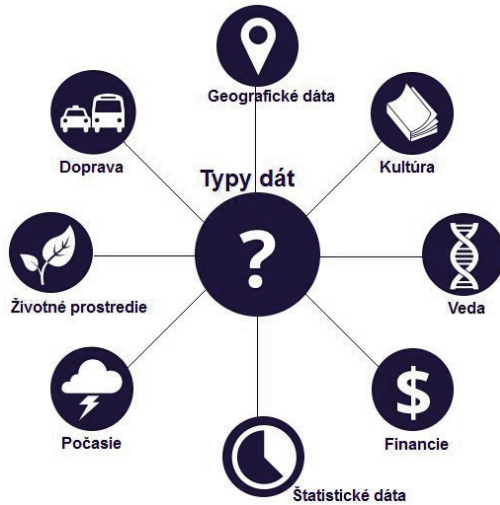 Geografické dáta
Doprava
Kultúra
Typy dát
?
Životné prostredie
Veda
Počasie
$
Financie
Štatistické dáta